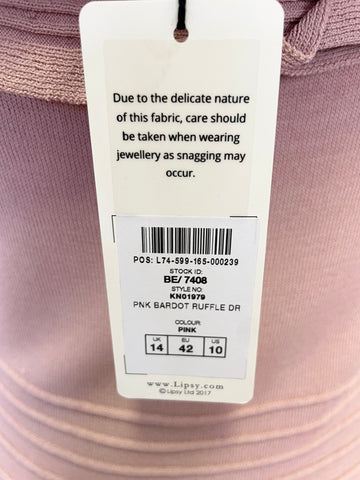 Due to the delicate nature
of this fabric, care should
be taken when wearing
jewellery as snagging may
occur.
POS: L74-599-165-000239
STOCK ID:
BE/ 7408
STYLE NO:
KN01979
PNK BARDOT RUFFLE DR
COLOUR:
PINK
UK EU US
14 42 10
www.Lipsy.com
© Lipsy Ltd 2017